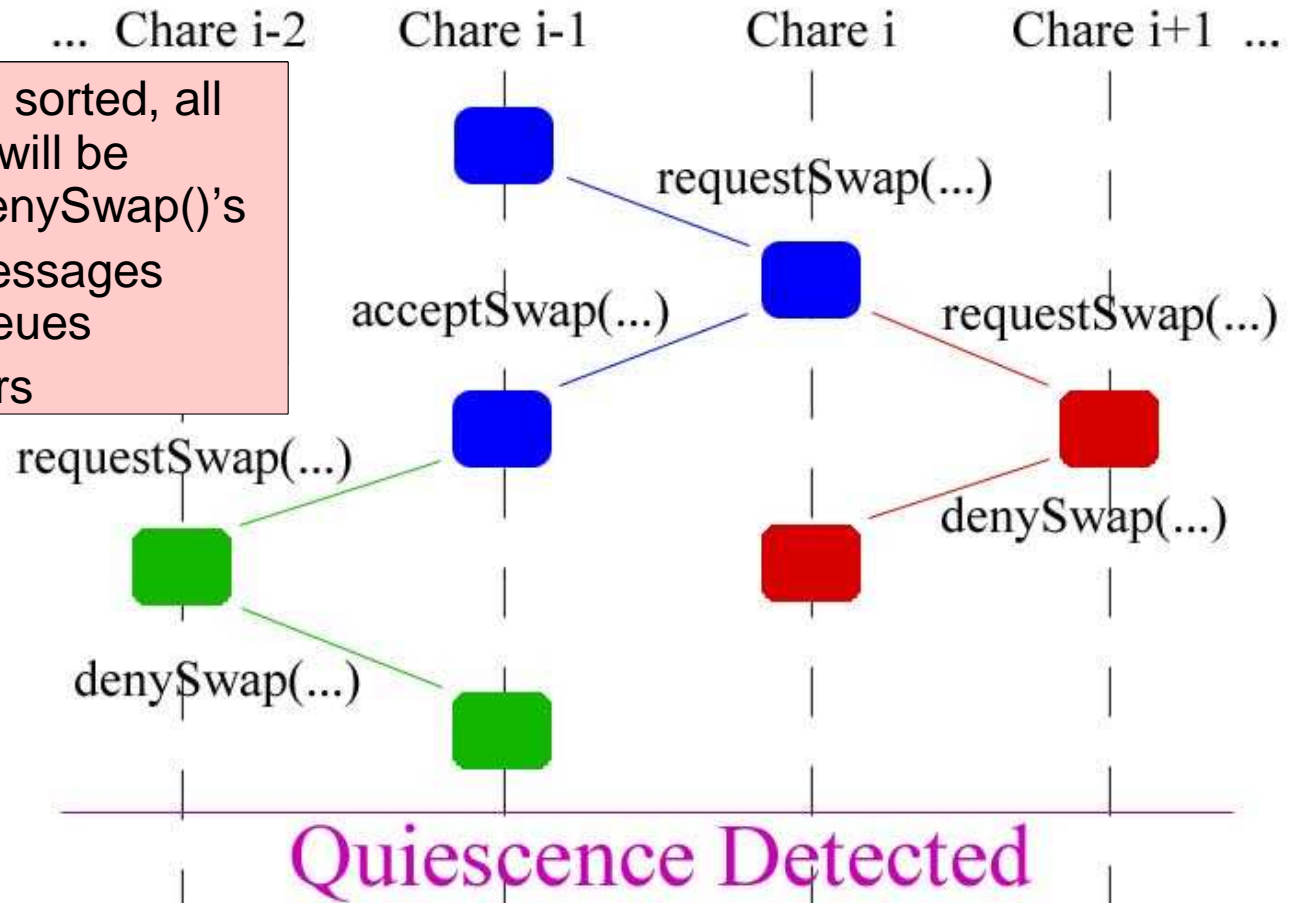 ... Chare i-2 Chare i-1 Chare i Chare i+1 ...
sorted, all
will be
enySwap()'s
essages
eues
rs
requestSwap(...)
acceptSwap(...)
requestSwap(...)
requestSwap(...)
denySwap(...)
denySwap(...)
Quiescence Detected